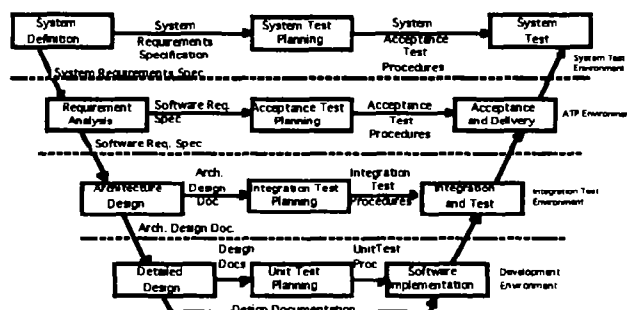 System
Definition
System
Requirements
Specification
System Test
Planning
System
Acceptance
Test
Procedures
System
Test
System Test
Environment
System Requirements Spec
Requirement
Analysis
Software Req.
Spec
Acceptance Test
Planning
Acceptance
Test
Procedures
Acceptance
and Delivery
ATP Environmen
Software Req. Spec
Architecture
Design
Arch.
Design
Doc
Integration Test
Planning
Integration
Test
Procedures
Integration
and Test
Integration Test
Environment
Arch. Design Doc.
Detailed
Design
Design
Docs
Unit Test
Planning
UnitTest
Proc
Software
Implementation
Development
Environment
Design Documentation